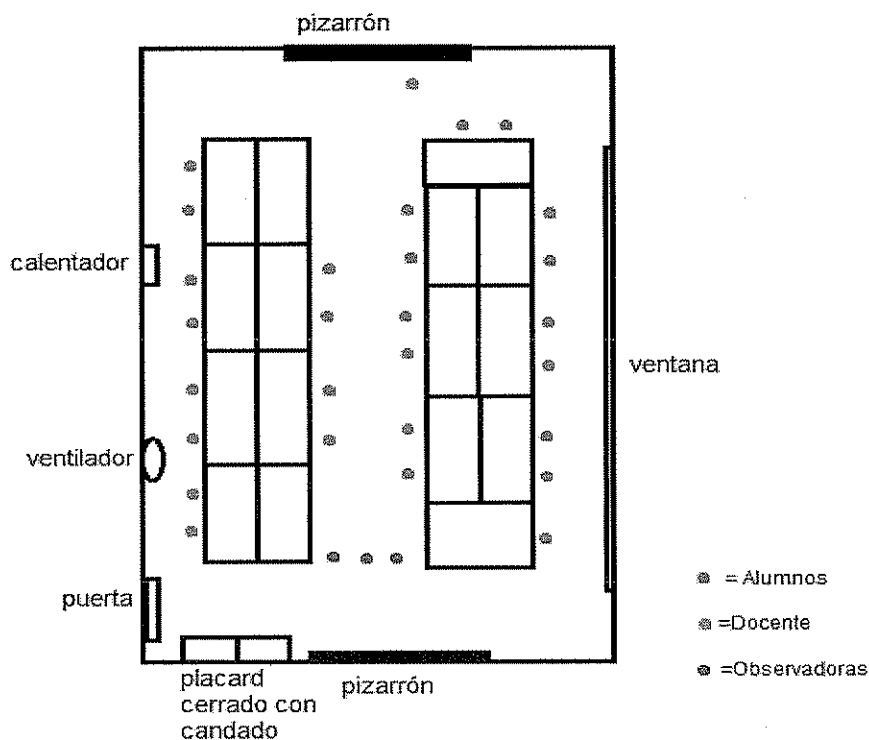 pizarrón
calentador
ventana
ventilador
puerta
= Alumnos
=Docente
=Observadoras
placard
cerrado con
candado
pizarrón